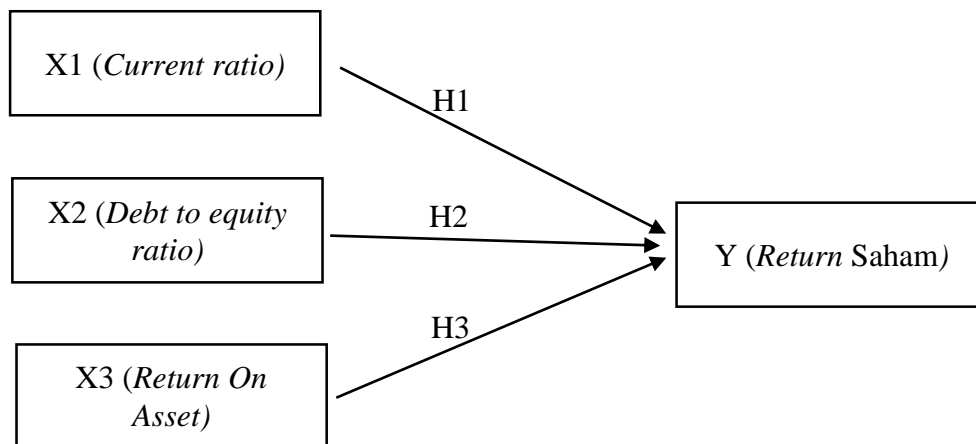 X1 (Current ratio)
H1
X2 (Debt to equity
ratio)
H2
Y (Return Saham)
H3
X3 (Return On
Asset)